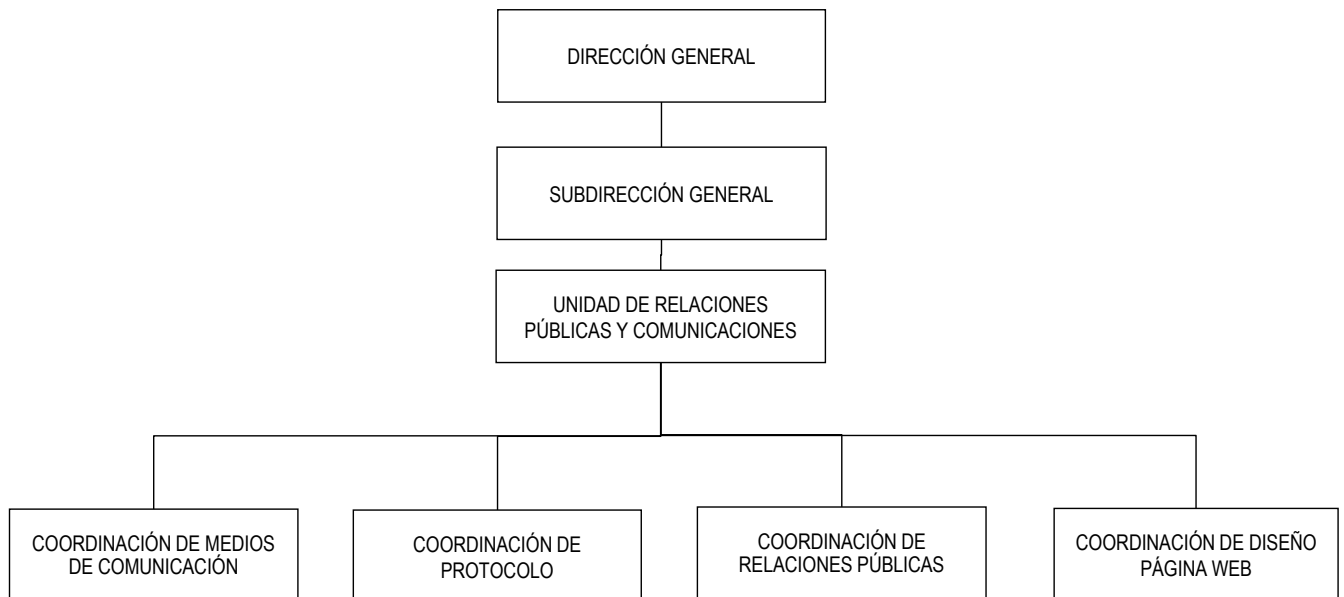 DIRECCIÓN GENERAL
SUBDIRECCIÓN GENERAL
UNIDAD DE RELACIONES
PÚBLICAS Y COMUNICACIONES
COORDINACIÓN DE MEDIOS
DE COMUNICACIÓN
COORDINACIÓN DE
PROTOCOLO
COORDINACIÓN DE
RELACIONES PÚBLICAS
COORDINACIÓN DE DISEÑO
PÁGINA WEB